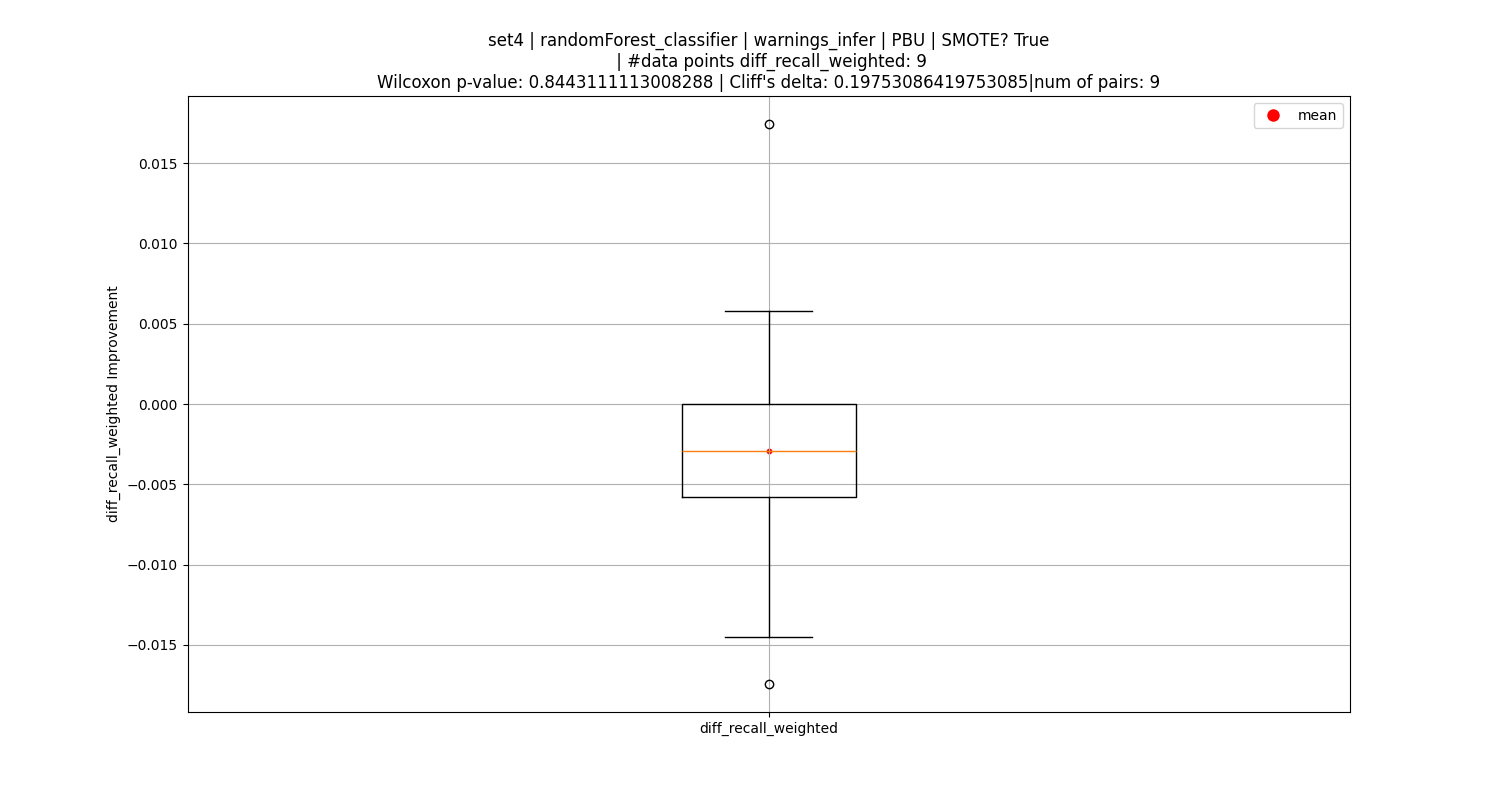 set4 | randomForest_classifier | warnings_infer | PBU | SMOTE? True
| #data points diff_recall_weighted: 9
Wilcoxon p-value: 0.8443111113008288 | Cliff's delta: 0.19753086419753085|num of pairs: 9
mean
0.015
0.010
0.005
0.000
−0.005
−0.010
−0.015
diff_recall_weighted Improvement
diff_recall_weighted